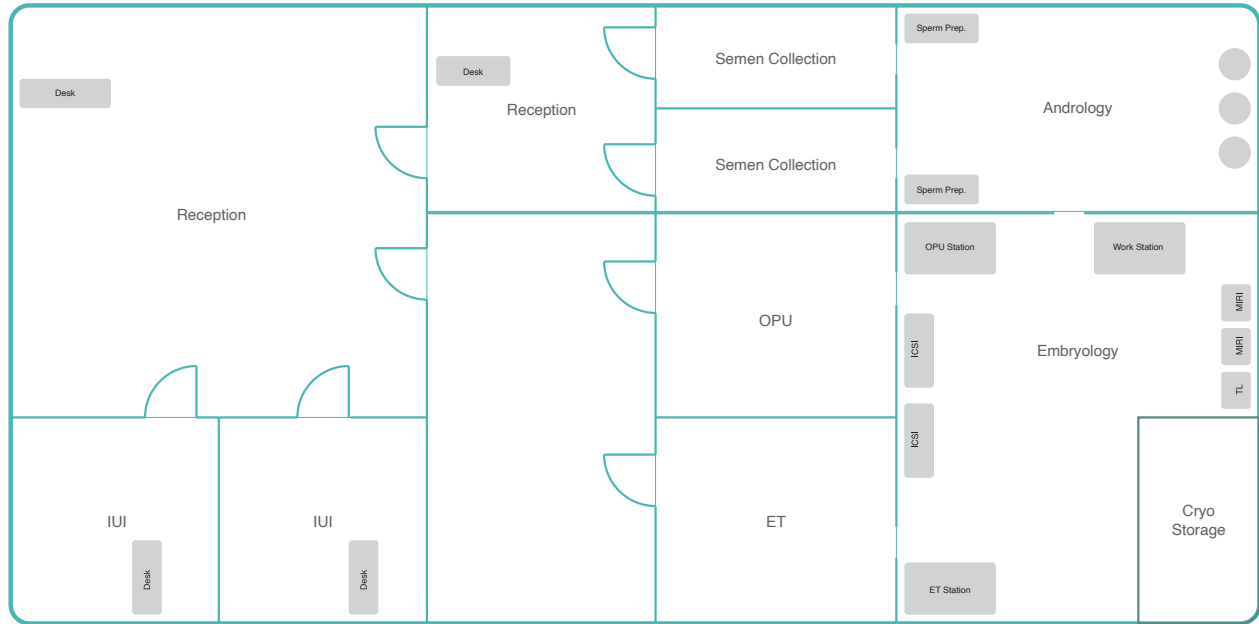 Sperm Prep.
Semen Collection
Desk
Desk
Reception
Andrology
Semen Collection
Sperm Prep.
Reception
OPU Station
Work Station
MIRI
OPU
ICSI
MIRI
Embryology
TL
ICSI
IUI
IUI
ET
Cryo
Storage
Desk
Desk
ET Station